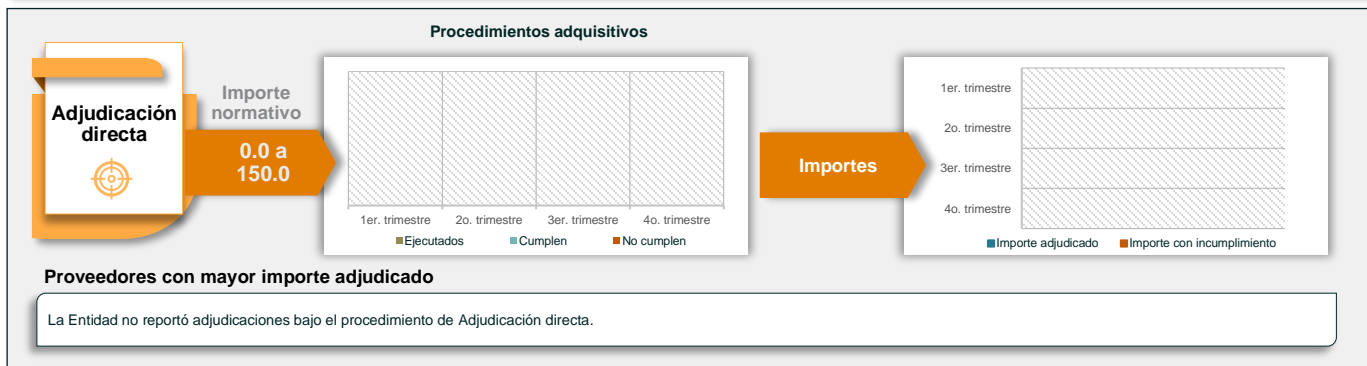 Procedimientos adquisitivos
Adjudicación
directa
Importe
normativo
0.0 a
150.0
1er. trimestre 2o. trimestre 3er. trimestre 4o. trimestre
Ejecutados Cumplen No cumplen
Importes
1er. trimestre
2o. trimestre
3er. trimestre
4o. trimestre
Importe adjudicado Importe con incumplimiento
Proveedores con mayor importe adjudicado
La Entidad no reportó adjudicaciones bajo el procedimiento de Adjudicación directa.